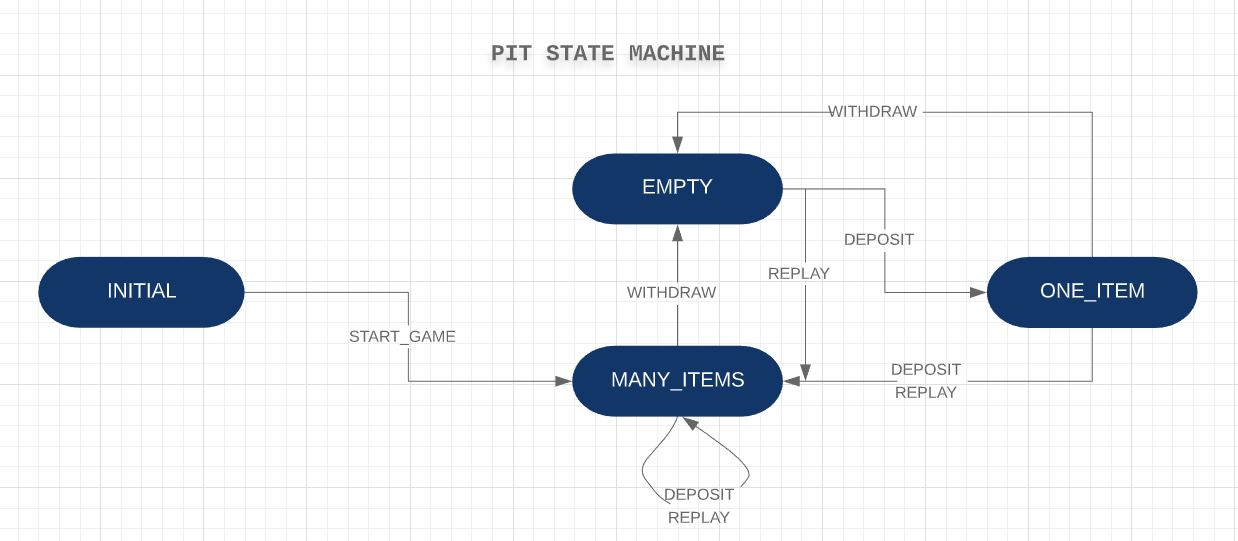 PIT STATE MACHINE
WITHDRAW
EMPTY
DEPOSIT
REPLAY
INITIAL
WITHDRAW
ONE_ITEM
START_GAME
MANY_ITEMS
DEPOSIT
REPLAY
DEPOSIT
REPLAY